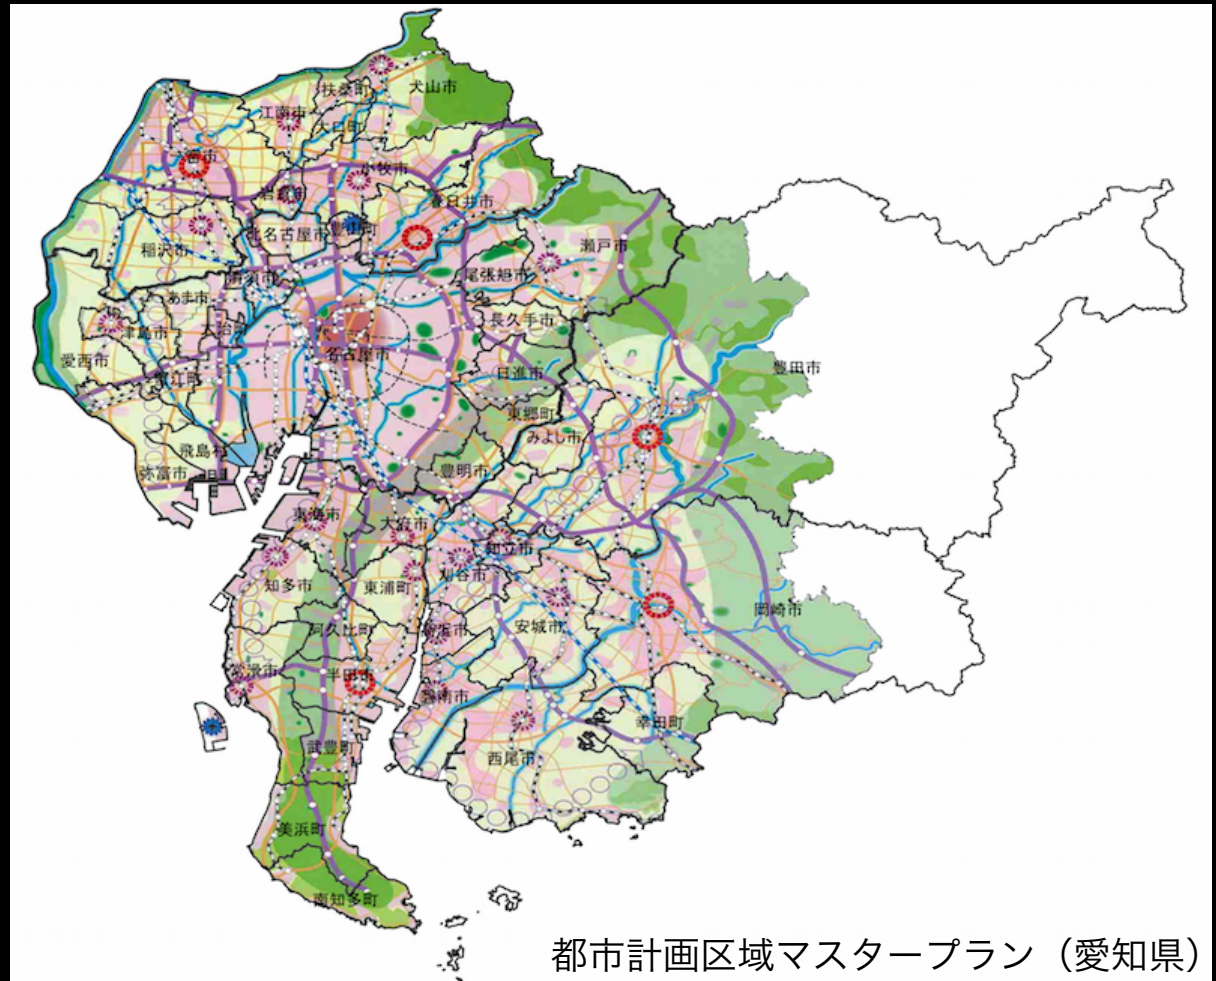 扶桑町
犬山市
江南市
大口町
一宮市
小牧市
岩倉市
春日井市
北名古屋市
豊山町
稲沢市
瀬戸市
清須市
尾張旭市
あま市
長久手市
津島市
大治町
名古屋市
愛西市
蟹江町
日進市
豊田市
東郷町
みよし市
飛島村
豊明市
弥富市
東海市
大府市
知立市
知多市
東浦町
刈谷市
阿久比町
高浜市
安城市
岡崎市
常滑市
半田市
碧南市
幸田町
武豊町
西尾市
美浜町
南知多町
都市計画区域マスタープラン（愛知県）